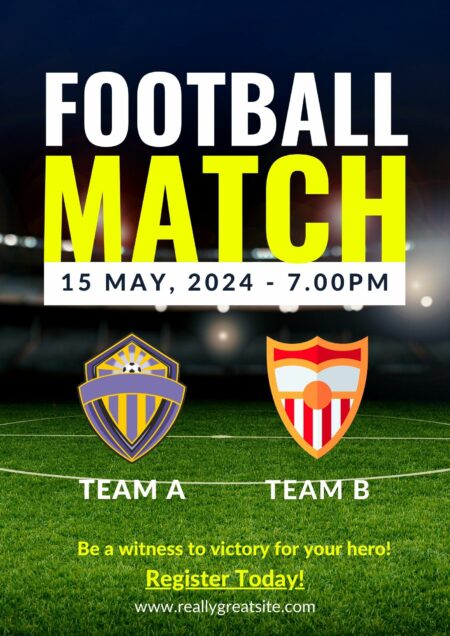 FOOTBALL
MATCH
15 MAY, 2024 - 7.00PM
TEAM A
TEAM B
Be a witness to victory for your hero!
Register Today!
www.reallygreatsite.com